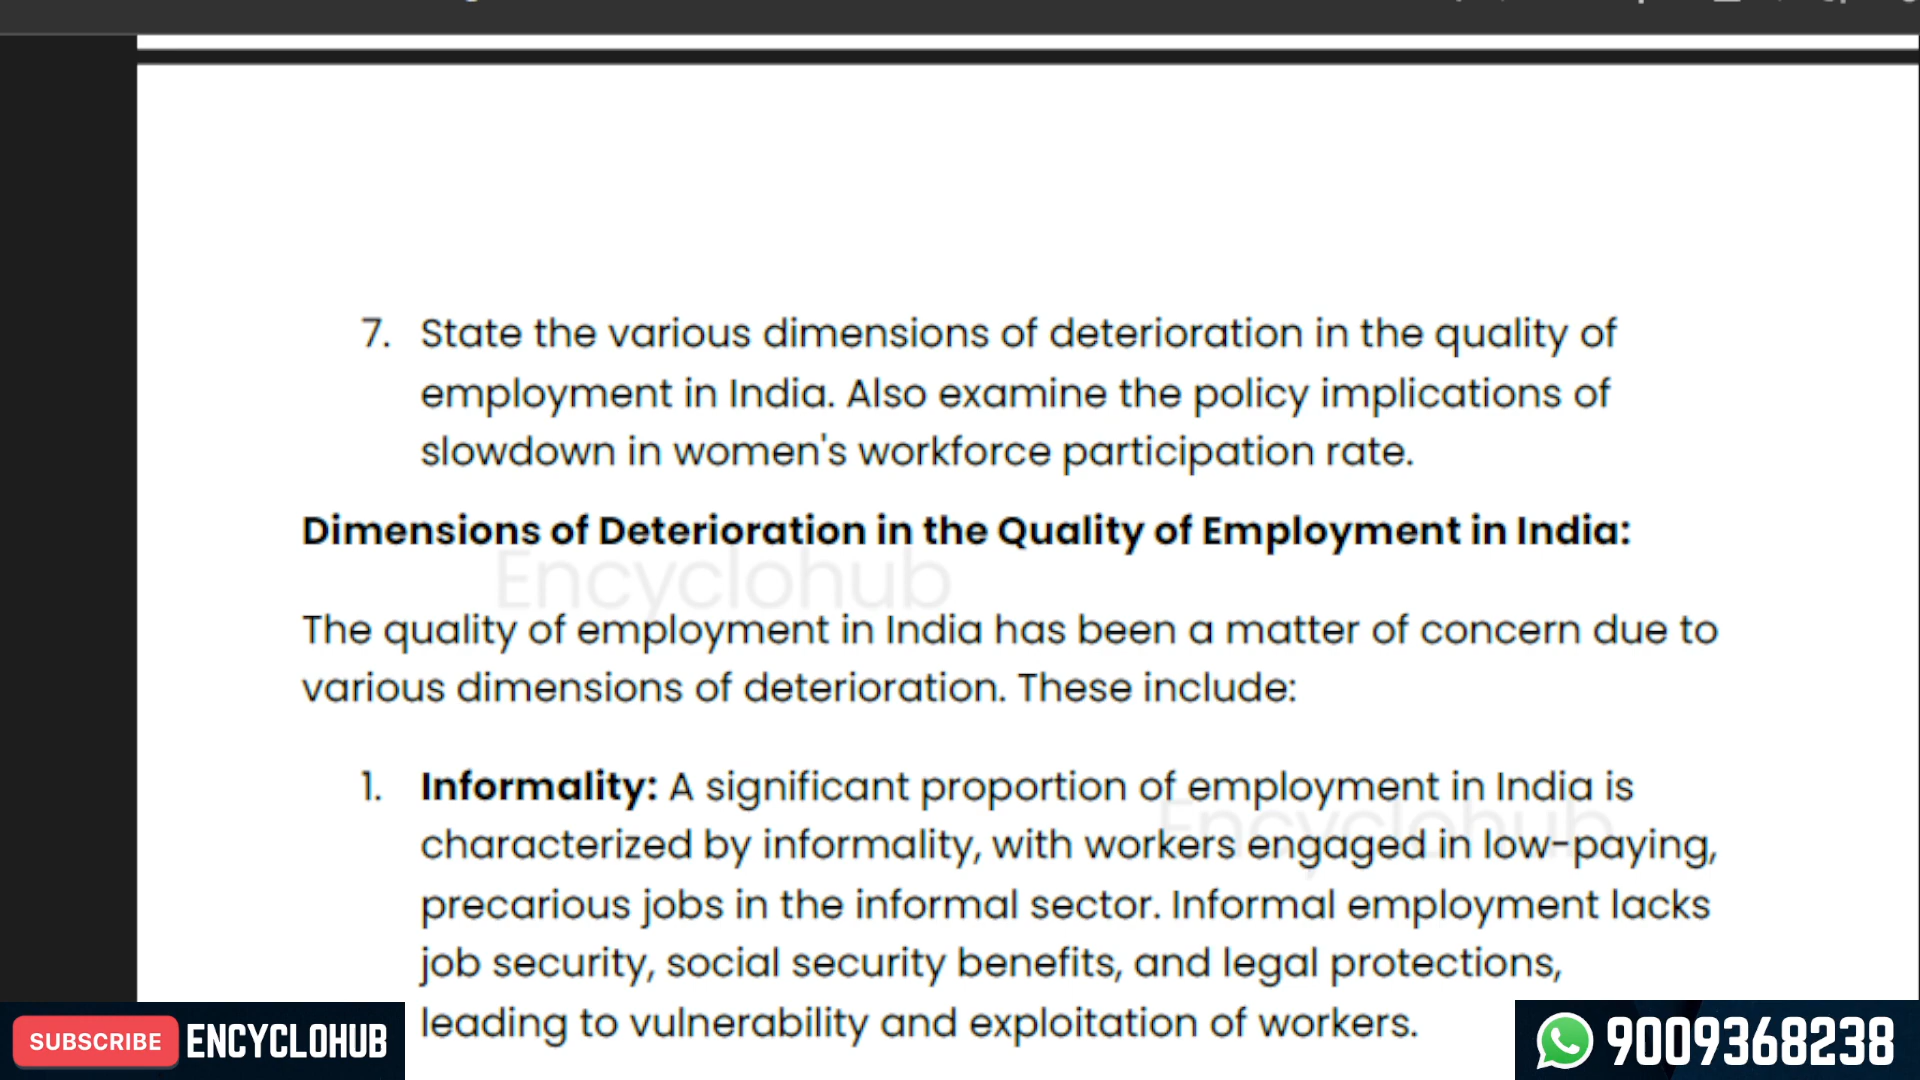 7. State the various dimensions of deterioration in the quality of
employment in India. Also examine the policy implications of
slowdown in women's workforce participation rate.
Dimensions of Deterioration in the Quality of Employment in India:
Encyclohub
The quality of employment in India has been a matter of concern due to
various dimensions of deterioration. These include:
1. Informality: A significant proportion of employment in India is
Encyclohub
characterized by informality, with workers engaged in low-paying,
precarious jobs in the informal sector. Informal employment lacks
job security, social security benefits, and legal protections,
leading to vulnerability and exploitation of workers.
SUBSCRIBE ENCYCLOHUB
9009368238